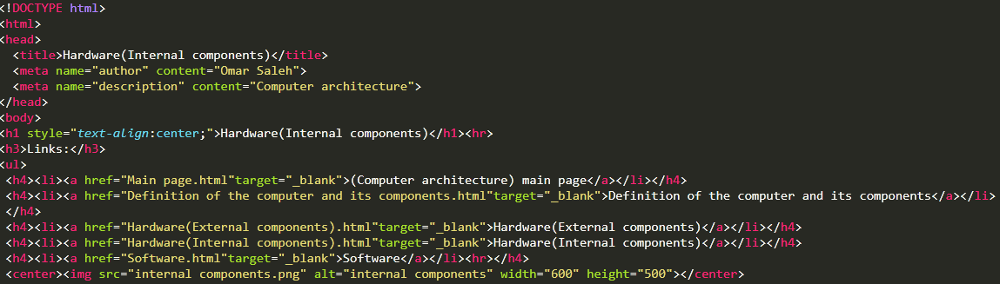 <!DOCTYPE html>
<html>
<head>
  <title>Hardware(Internal components)</title>
  <meta name="author" content="Omar Saleh">
  <meta name="description" content="Computer architecture">
</head>
<body>
<h1 style="text-align:center;">Hardware(Internal components)</h1><hr>
<h3>Links:</h3>
<ul>
 <h4><li><a href="Main page.html"target="_blank">(Computer architecture) main page</a></li></h4>
 <h4><li><a href="Definition of the computer and its components.html"target="_blank">Definition of the computer and its components</a></li>
 </h4>
 <h4><li><a href="Hardware(External components).html"target="_blank">Hardware(External components)</a></li></h4>
 <h4><li><a href="Hardware(Internal components).html"target="_blank">Hardware(Internal components)</a></li></h4>
 <h4><li><a href="Software.html"target="_blank">Software</a></li><hr></h4>
 <center><img src="internal components.png" alt="internal components" width="600" height="500"></center>